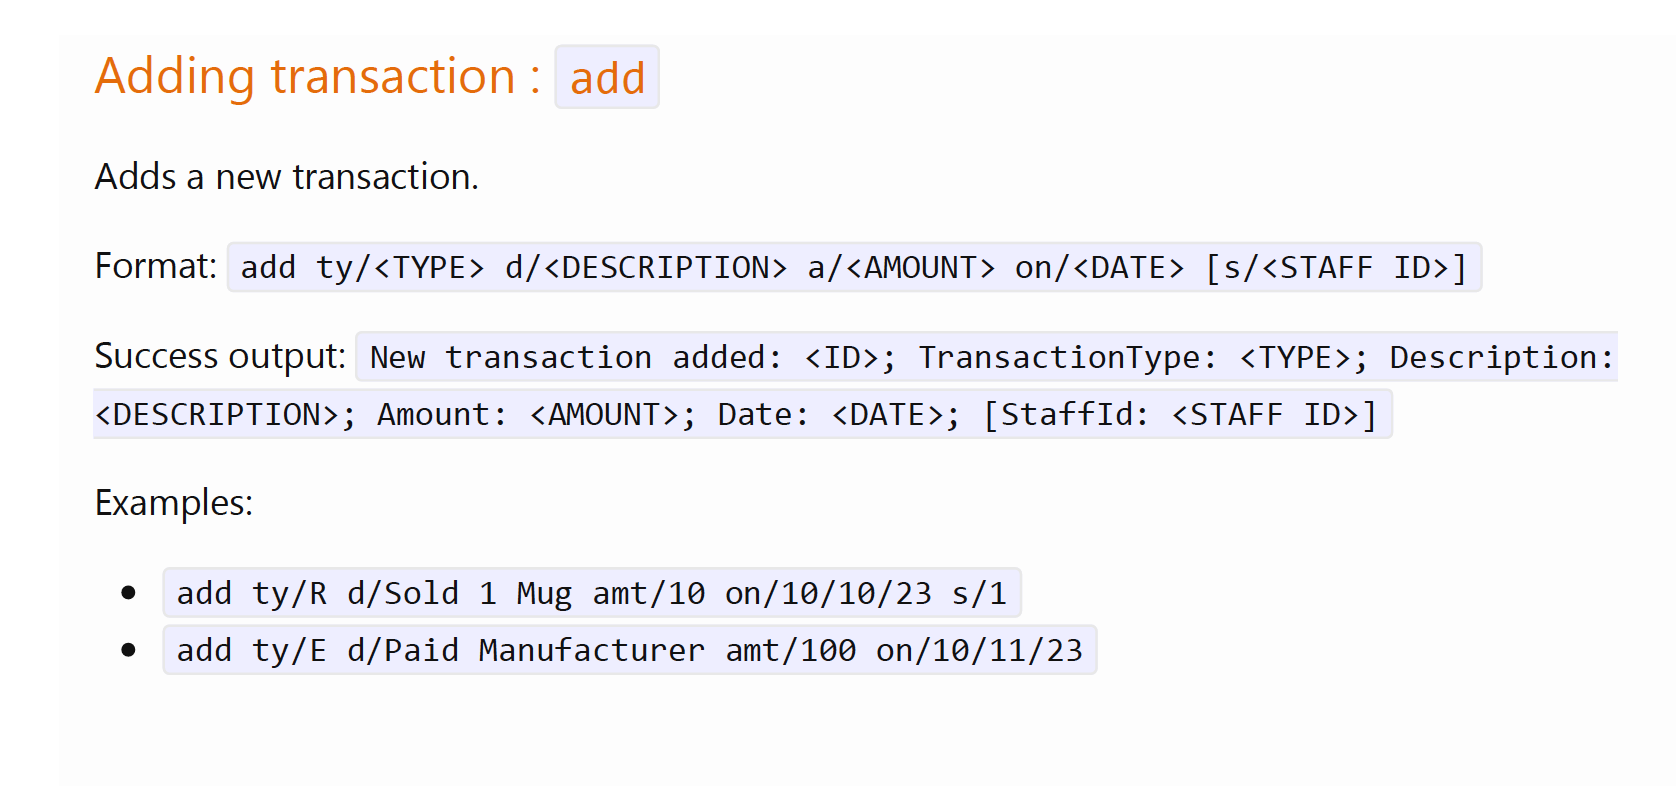 Adding transaction : add
Adds a new transaction.
Format: add ty/<TYPE> d/<DESCRIPTION> a/<AMOUNT> on/<DATE> [s/<STAFF ID>]
Success output: New transaction added: <ID>; TransactionType: <TYPE>; Description:
<DESCRIPTION>; Amount: <AMOUNT>; Date: <DATE>; [StaffId: <STAFF ID>]
Examples:
• add ty/R d/Sold 1 Mug amt/10 on/10/10/23 s/1
• add ty/E d/Paid Manufacturer amt/100 on/10/11/23